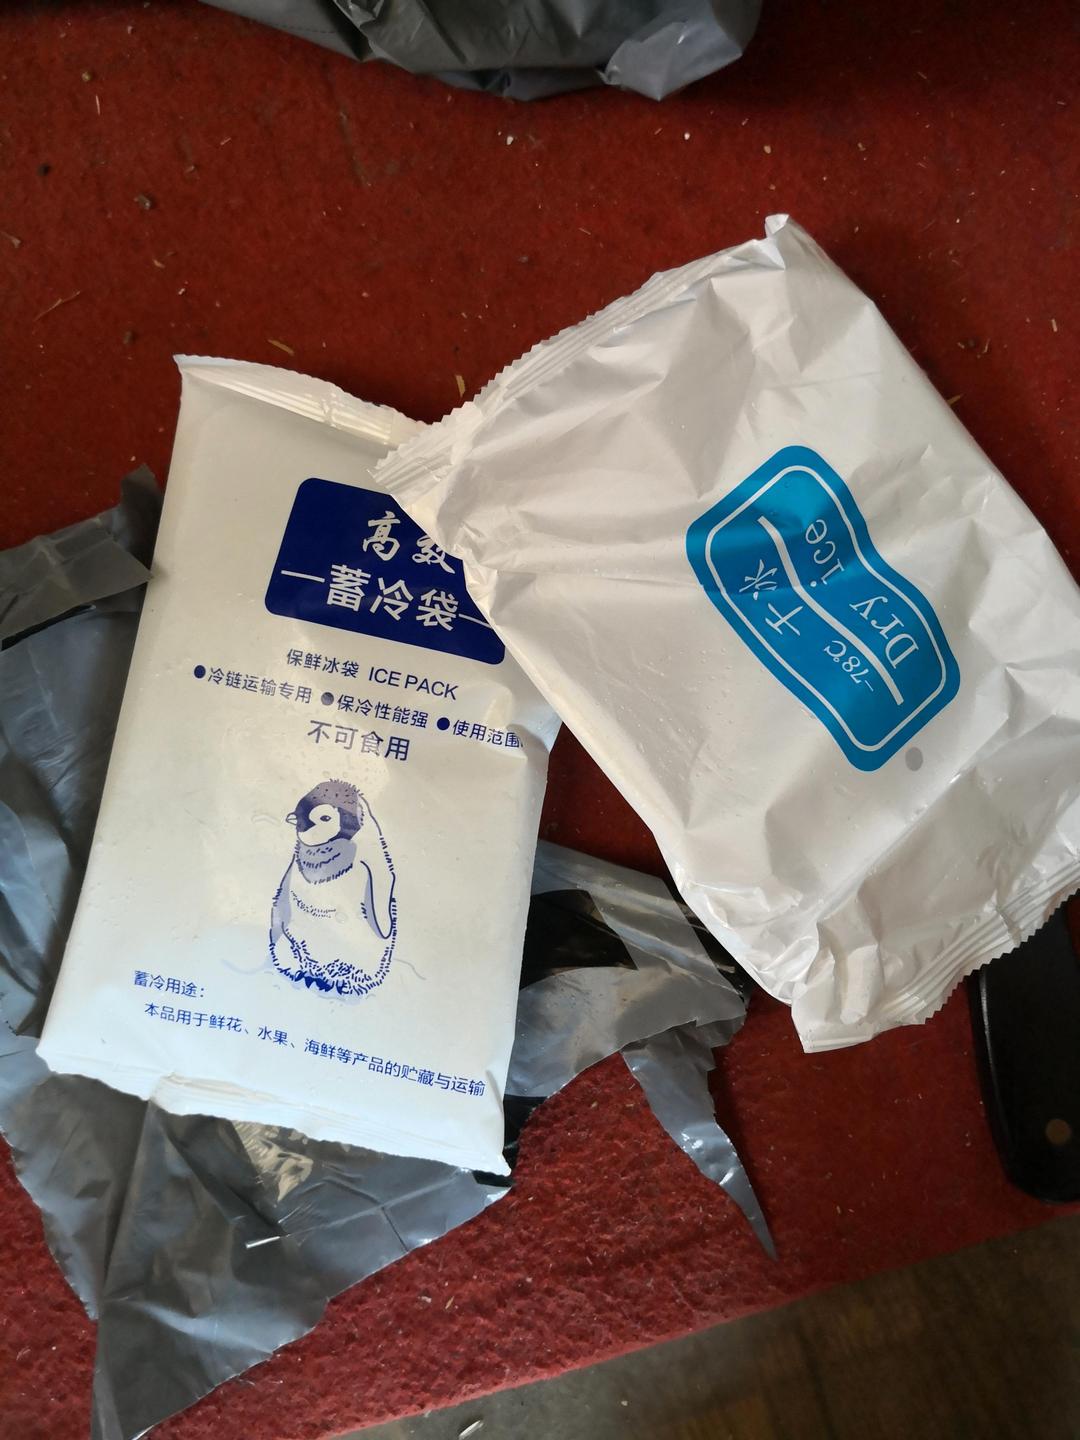 高效
蓄冷袋
保鲜冰袋 ICE PACK
●冷链运输专用 ●保冷性能强 ●使用范围
不可食用
蓄冷用途：
本品用于鲜花、水果、海鲜等产品的贮藏与运输
-78℃ 干冰
Dry ice